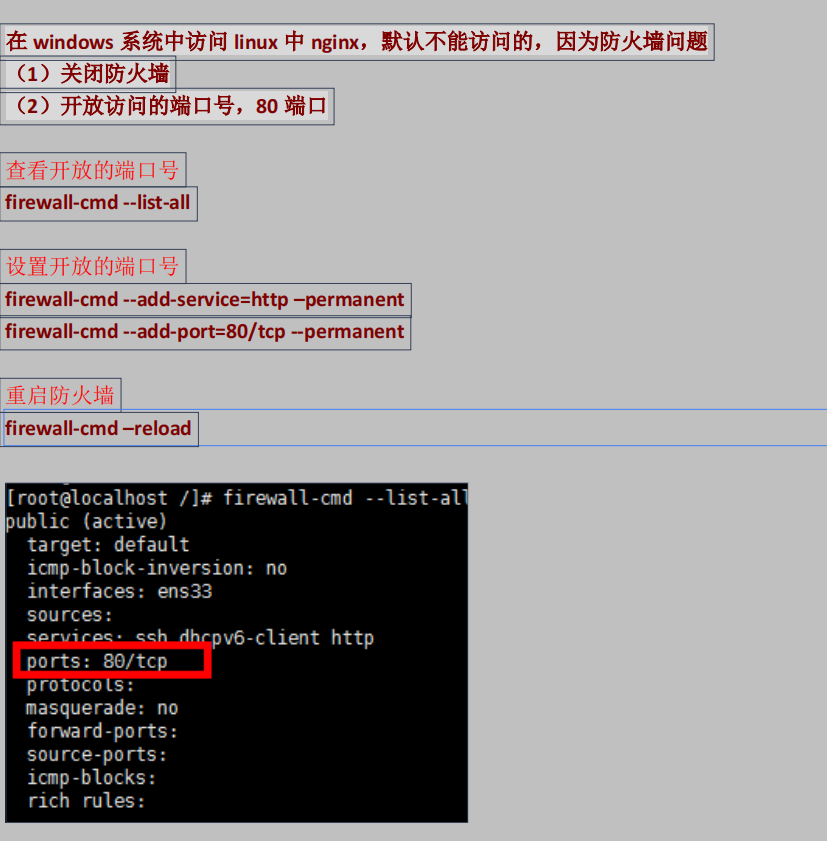 在 windows 系统中访问 linux 中 nginx，默认不能访问的，因为防火墙问题
（1）关闭防火墙
（2）开放访问的端口号，80 端口
查看开放的端口号
firewall-cmd --list-all
设置开放的端口号
firewall-cmd --add-service=http –permanent
firewall-cmd --add-port=80/tcp --permanent
重启防火墙
firewall-cmd –reload
[root@localhost /]# firewall-cmd --list-all
public (active)
target: default
icmp-block-inversion: no
interfaces: ens33
sources:
services: ssh dhcpv6-client http
ports: 80/tcp
protocols:
masquerade: no
forward-ports:
source-ports:
icmp-blocks:
rich rules: